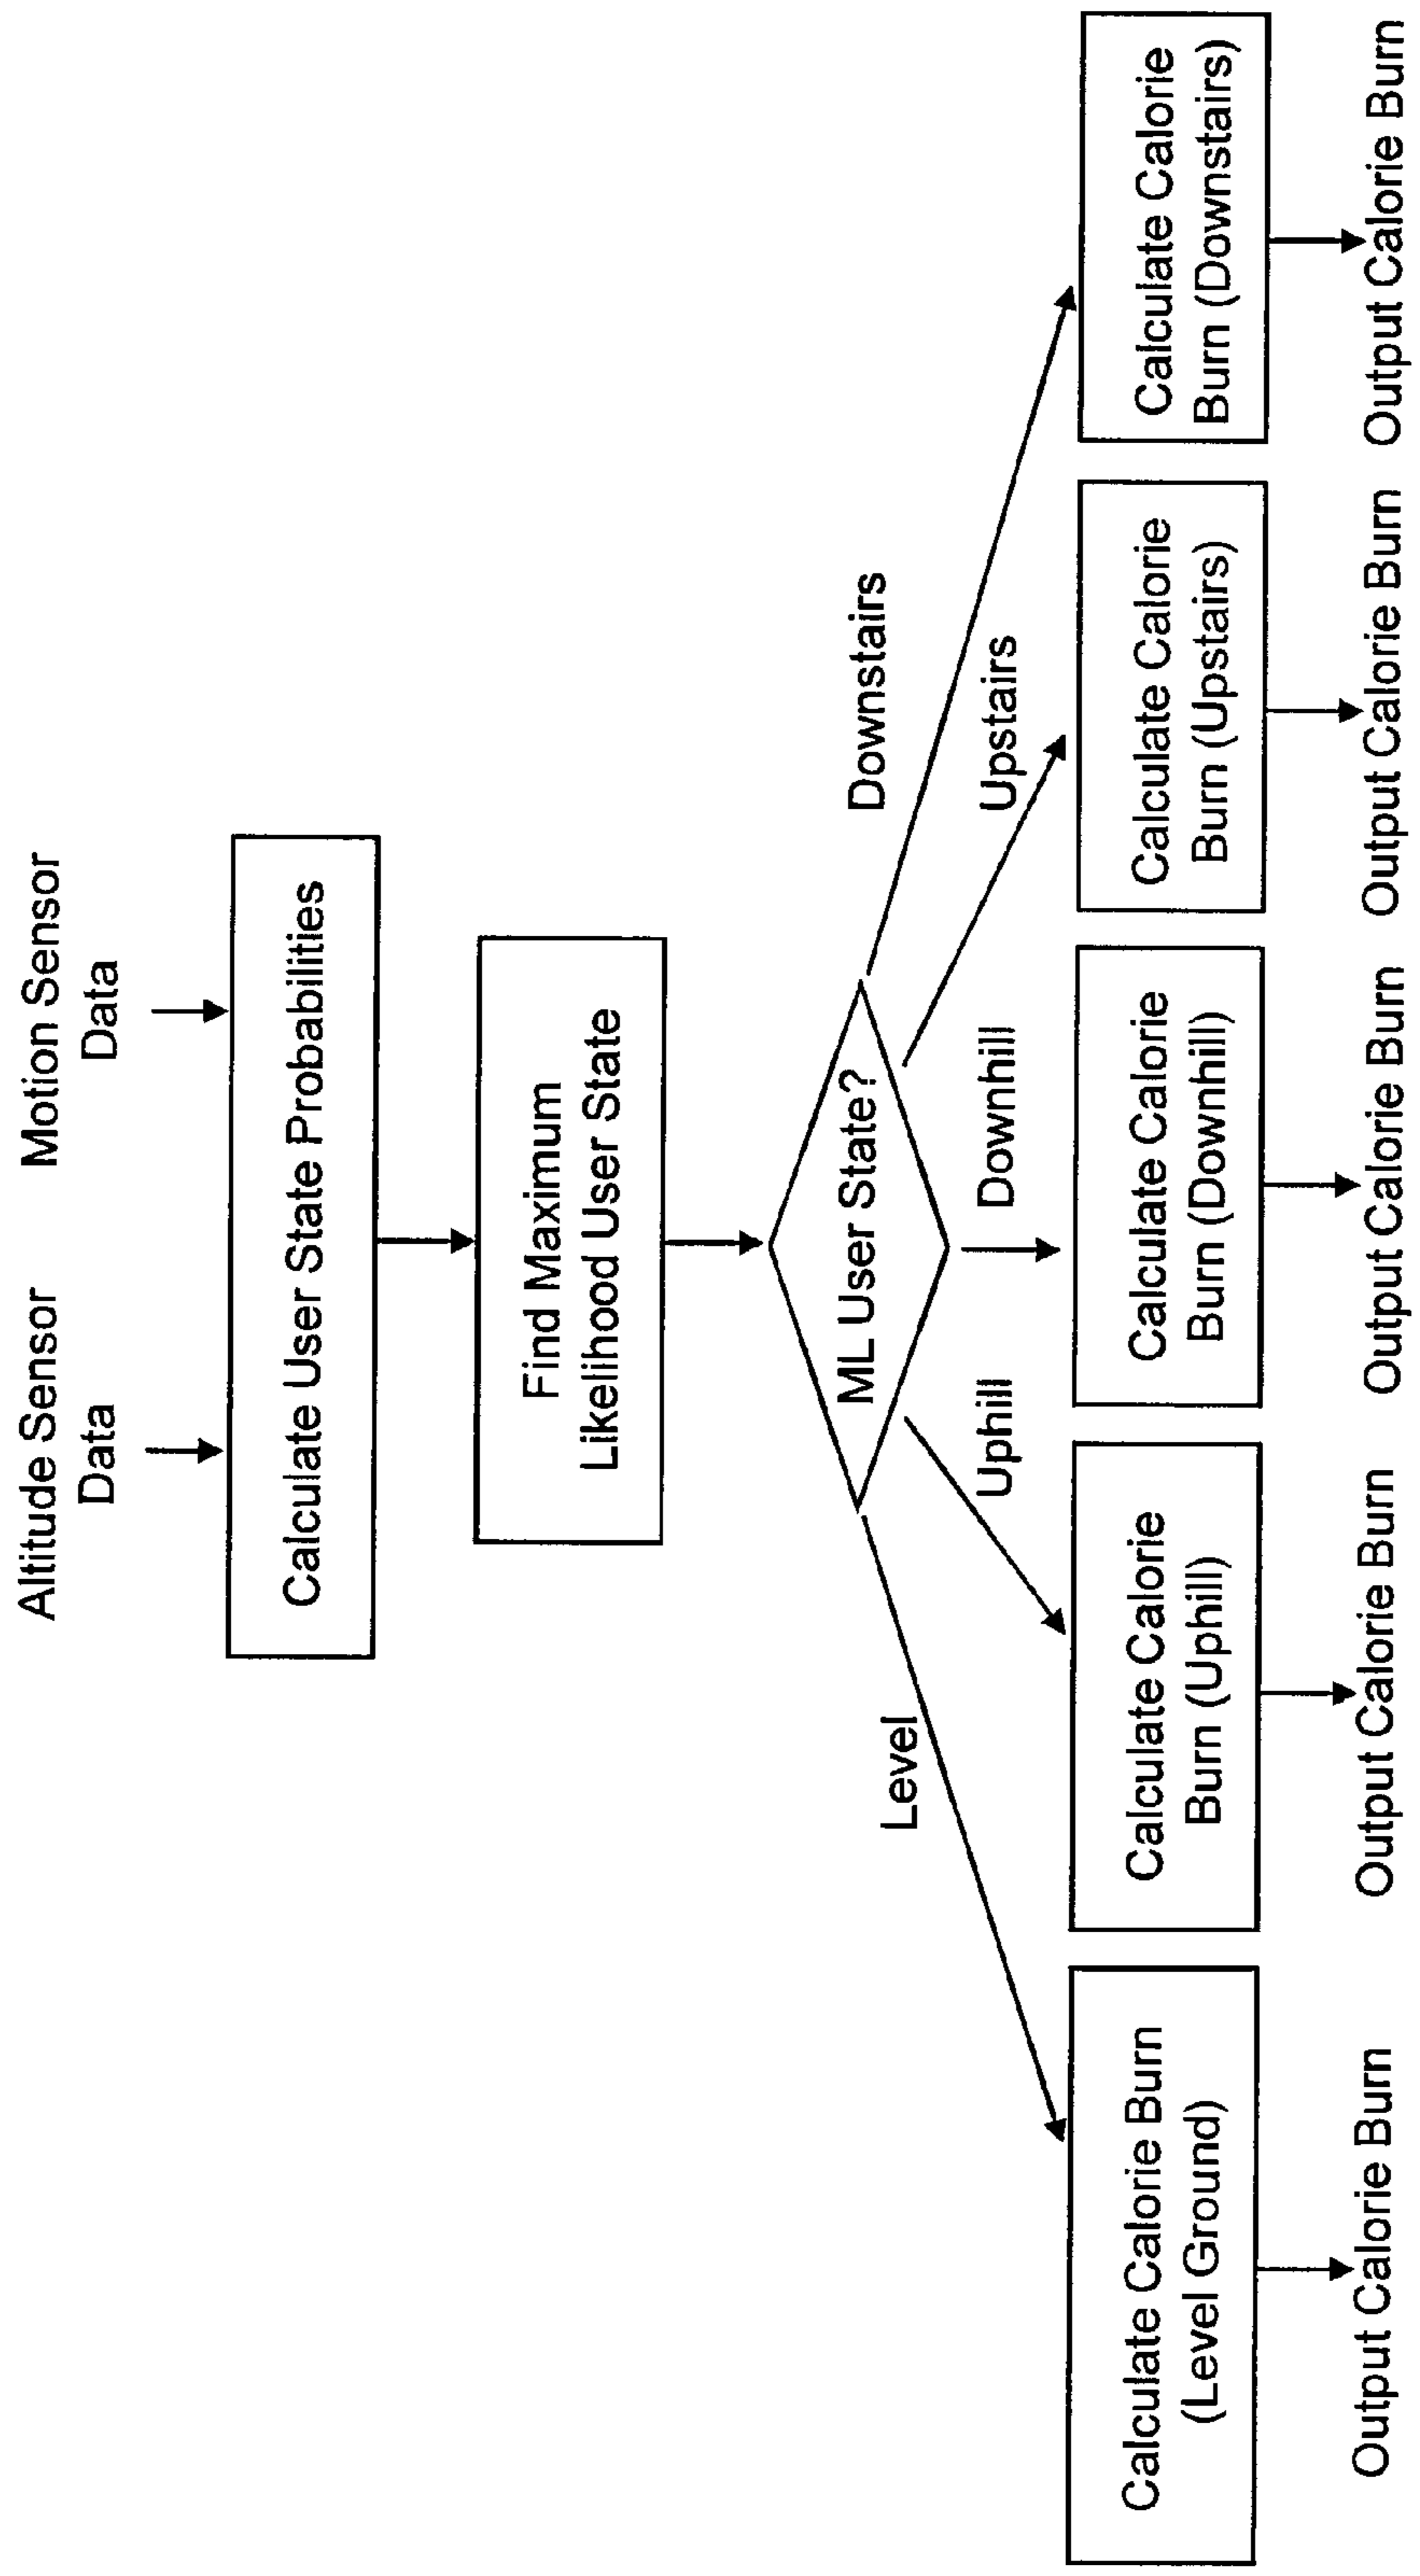 Altitude Sensor
Data
Motion Sensor
Data
Calculate User State Probabilities
Find Maximum
Likelihood User State
ML User State?
Level
Uphill
Downhill
Upstairs
Downstairs
Calculate Calorie Burn
(Level Ground)
Calculate Calorie
Burn (Uphill)
Calculate Calorie
Burn (Downhill)
Calculate Calorie
Burn (Upstairs)
Calculate Calorie
Burn (Downstairs)
Output Calorie Burn
Output Calorie Burn
Output Calorie Burn
Output Calorie Burn
Output Calorie Burn